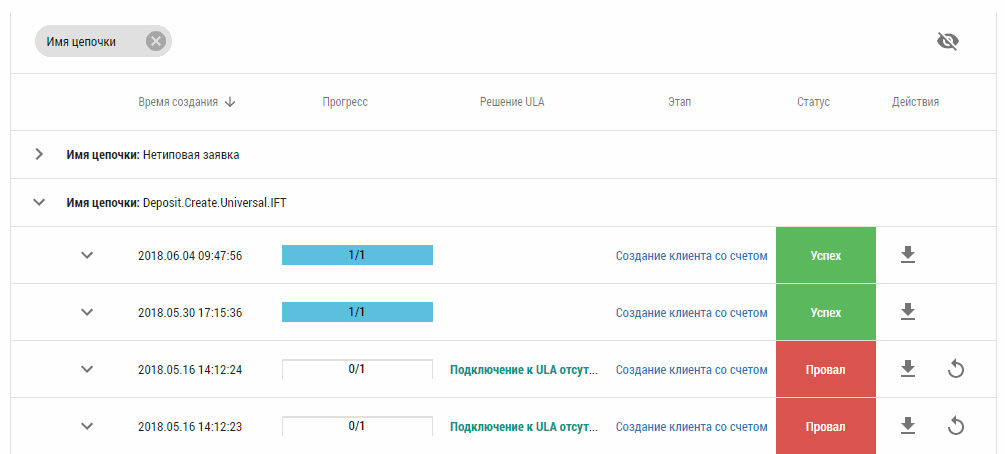 Имя цепочки
Время создания Прогресс Решение ULA Этап Статус Действия
Имя цепочки: Нетиповая заявка
Имя цепочки: Deposit.Create.Universal.IFT
2018.06.04 09:47:56 1/1 Создание клиента со счетом Успех
2018.05.30 17:15:36 1/1 Создание клиента со счетом Успех
2018.05.16 14:12:24 0/1 Подключение к ULA отсут... Создание клиента со счетом Провал
2018.05.16 14:12:23 0/1 Подключение к ULA отсут... Создание клиента со счетом Провал